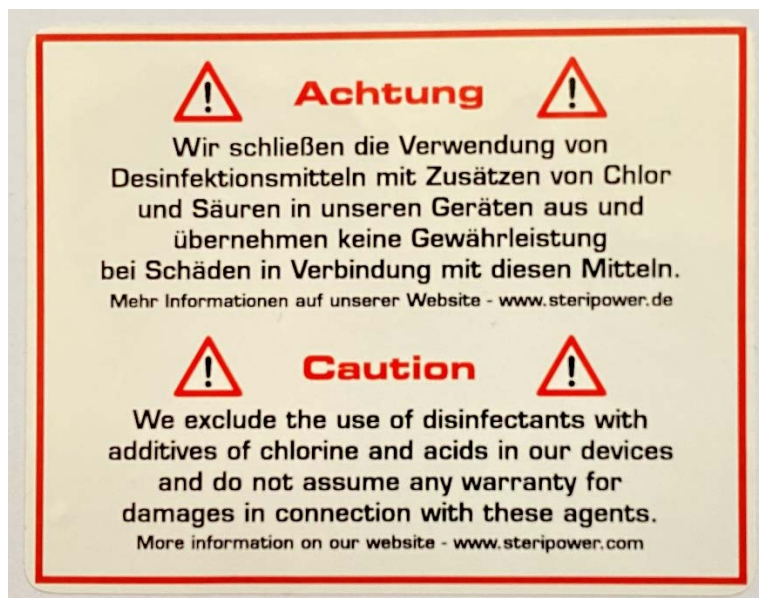 Achtung
Wir schließen die Verwendung von
Desinfektionsmitteln mit Zusätzen von Chlor
und Säuren in unseren Geräten aus und
übernehmen keine Gewährleistung
bei Schäden in Verbindung mit diesen Mitteln.
Mehr Informationen auf unserer Website - www.steripower.de
Caution
We exclude the use of disinfectants with
additives of chlorine and acids in our devices
and do not assume any warranty for
damages in connection with these agents.
More information on our website - www.steripower.com